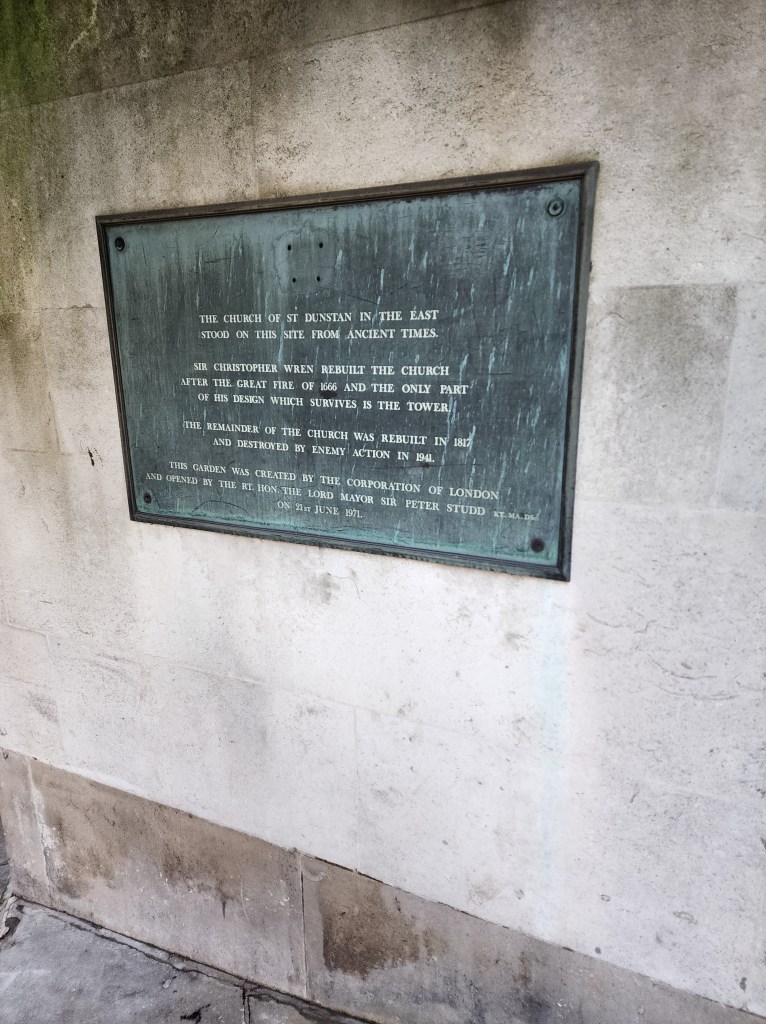 THE CHURCH OF ST DUNSTAN IN THE EAST
STOOD ON THIS SITE FROM ANCIENT TIMES.
SIR CHRISTOPHER WREN REBUILT THE CHURCH
AFTER THE GREAT FIRE OF 1666 AND THE ONLY PART
OF HIS DESIGN WHICH SURVIVES IS THE TOWER.
THE REMAINDER OF THE CHURCH WAS REBUILT IN 1817
AND DESTROYED BY ENEMY ACTION IN 1941.
THIS GARDEN WAS CREATED BY THE CORPORATION OF LONDON
AND OPENED BY THE RT. HON. THE LORD MAYOR SIR PETER STUDD KT. MA. DS.
ON 21ST JUNE 1971.